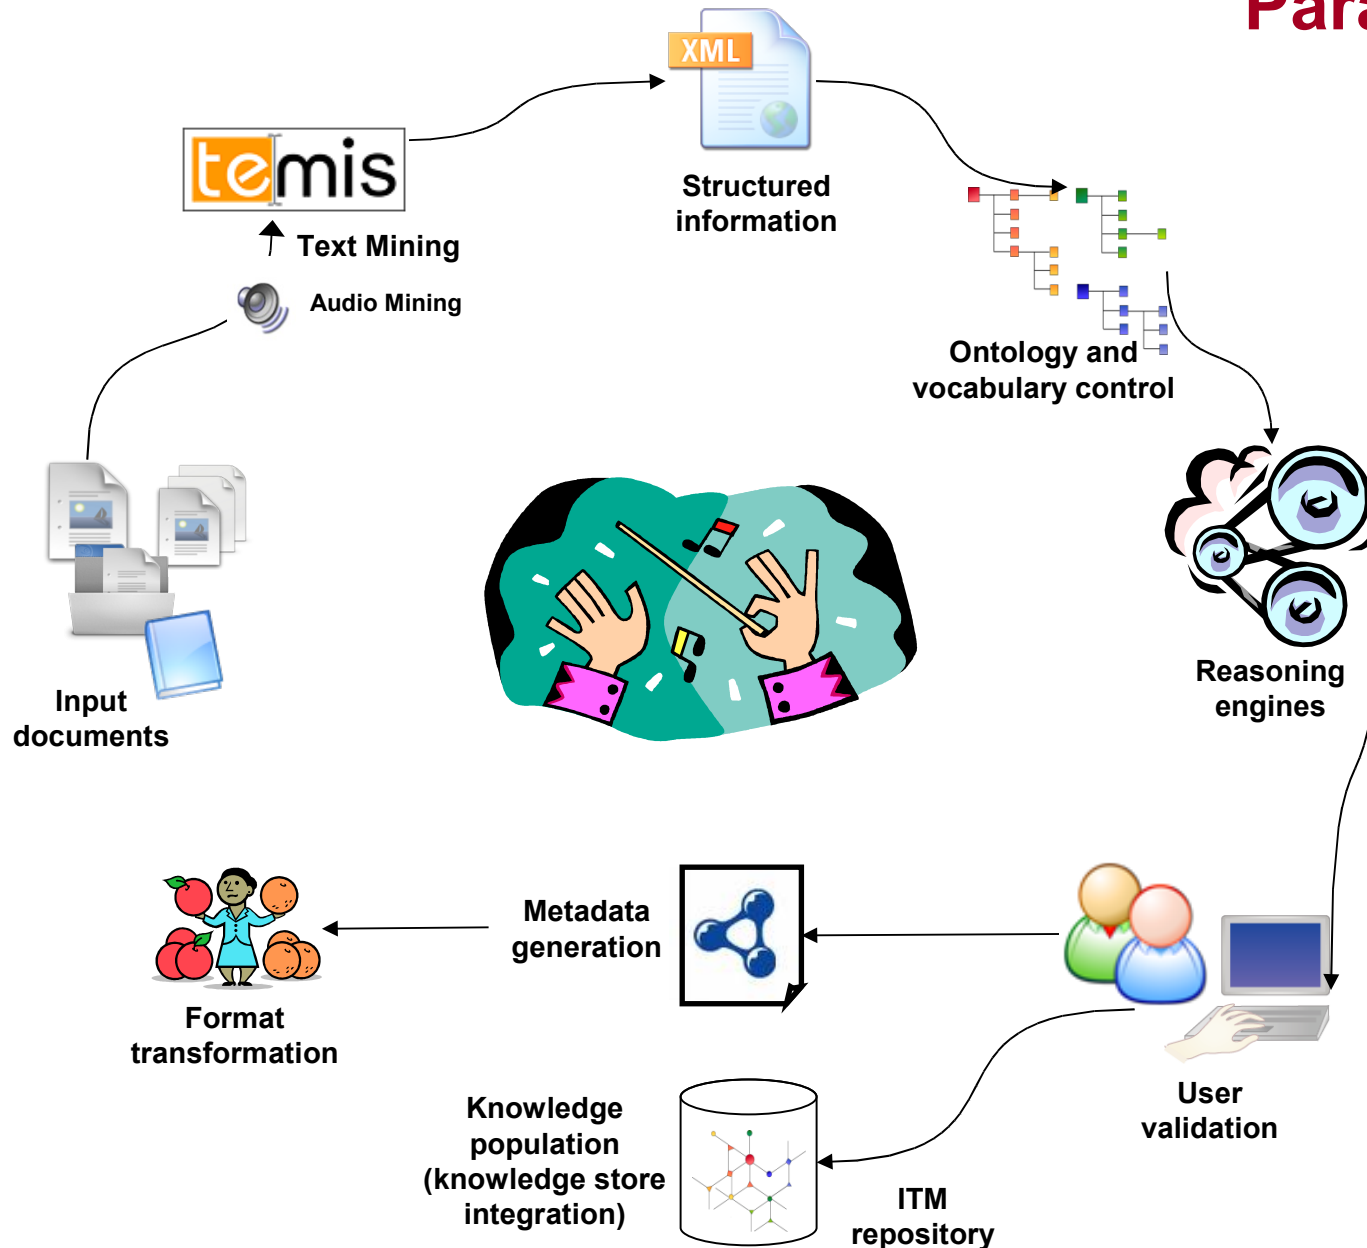 Para
XML
Structured
information
temis
Text Mining
Audio Mining
Ontology and
vocabulary control
Input
documents
Reasoning
engines
Metadata
generation
Format
transformation
User
validation
Knowledge
population
(knowledge store
integration)
ITM
repository